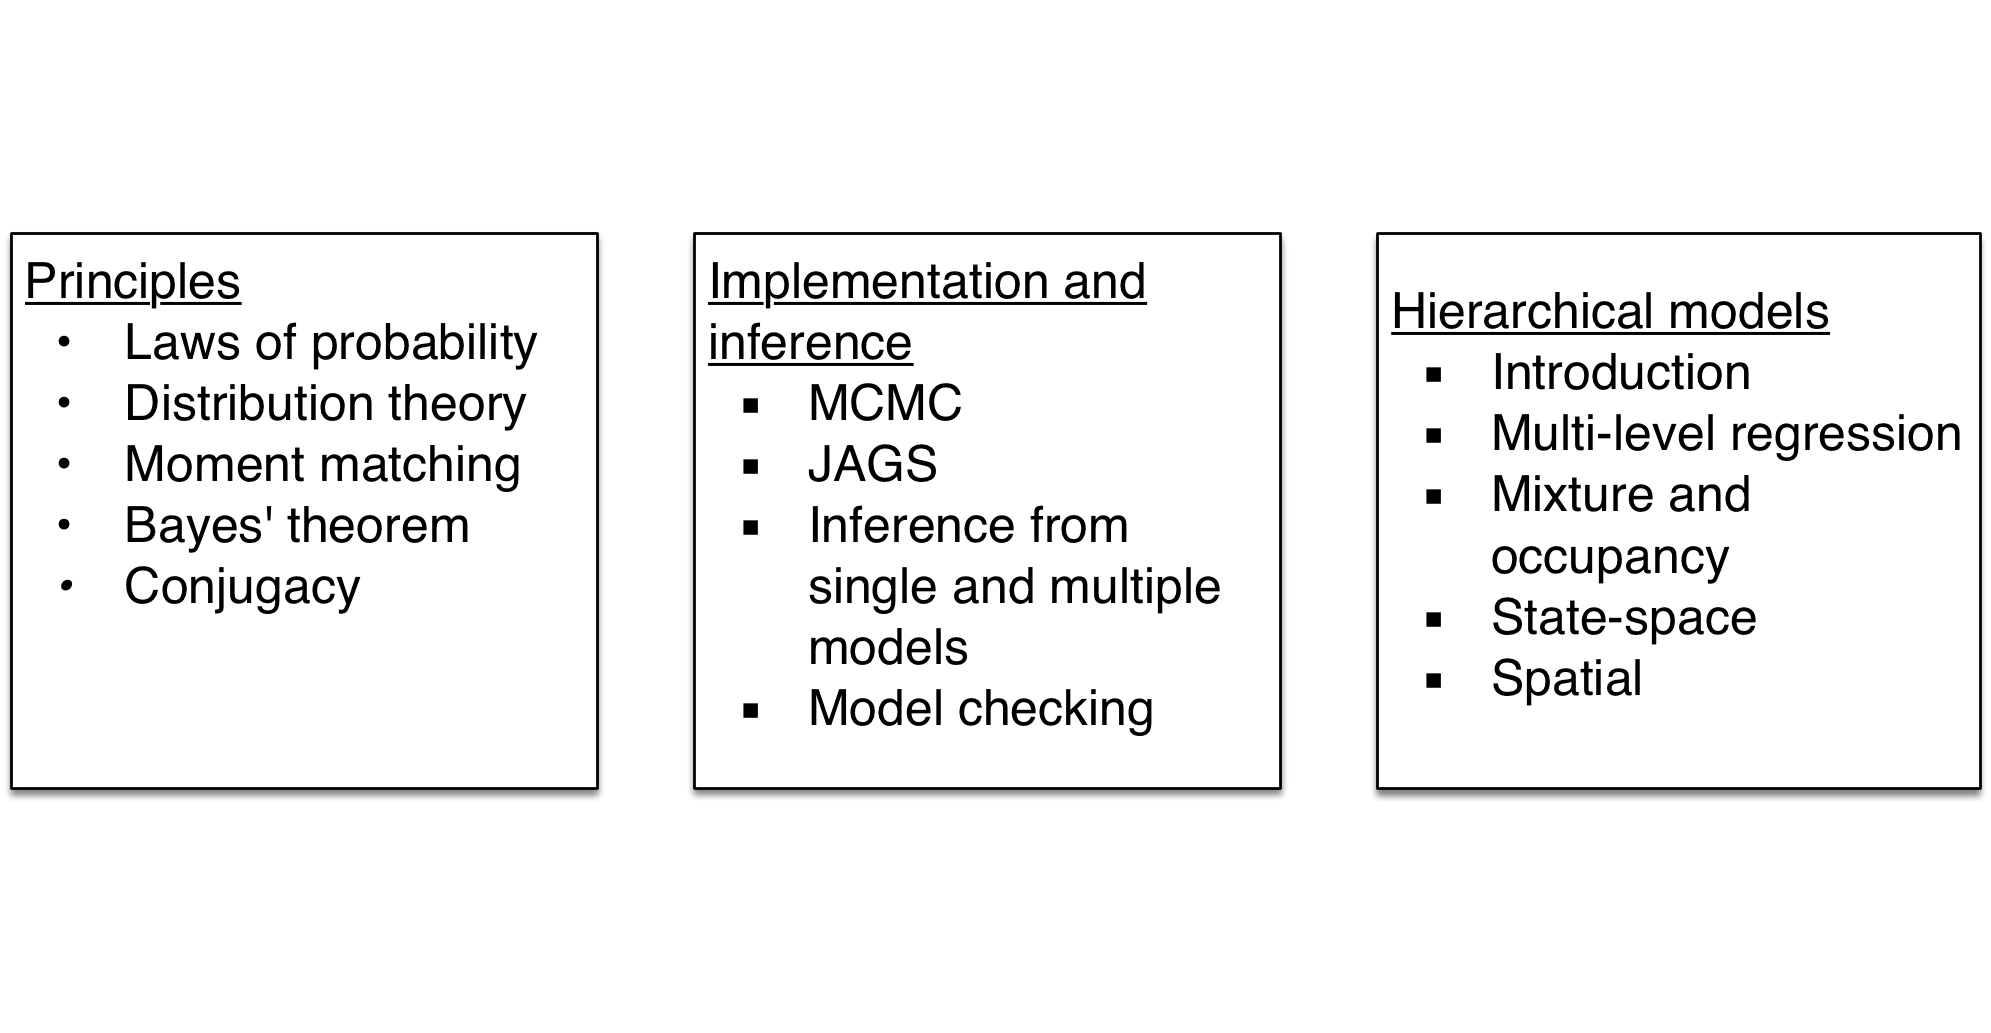 Principles
• Laws of probability
• Distribution theory
• Moment matching
• Bayes' theorem
• Conjugacy
Implementation and
inference
▪ MCMC
▪ JAGS
▪ Inference from
single and multiple
models
▪ Model checking
Hierarchical models
▪ Introduction
▪ Multi-level regression
▪ Mixture and
occupancy
▪ State-space
▪ Spatial